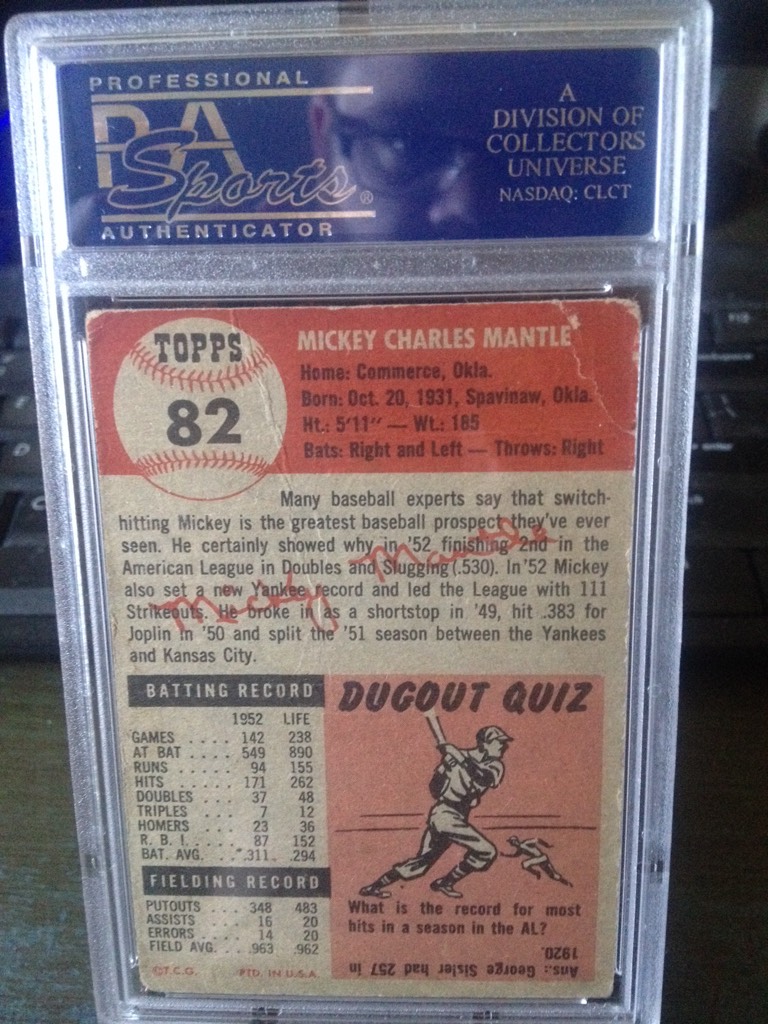 PROFESSIONAL
PSA
Sports®
AUTHENTICATOR
A
DIVISION OF
COLLECTORS
UNIVERSE
NASDAQ: CLCT
TOPPS
82
MICKEY CHARLES MANTLE
Home: Commerce, Okla.
Born: Oct. 20, 1931, Spavinaw, Okla.
Ht.: 5'11" — Wt.: 185
Bats: Right and Left — Throws: Right
Many baseball experts say that switch-
hitting Mickey is the greatest baseball prospect they've ever
seen. He certainly showed why in '52 finishing 2nd in the
American League in Doubles and Slugging (.530). In '52 Mickey
also set a new Yankee record and led the League with 111
Strikeouts. He broke in as a shortstop in '49, hit .383 for
Joplin in '50 and split the '51 season between the Yankees
and Kansas City.
Micky Mantle
BATTING RECORD
1952 LIFE
GAMES .... 142 238
AT BAT .... 549 890
RUNS ..... 94 155
HITS ..... 171 262
DOUBLES ... 37 48
TRIPLES ... 7 12
HOMERS ... 23 36
R. B. I. .... 87 152
BAT. AVG. .. .311 .294
FIELDING RECORD
PUTOUTS ... 348 483
ASSISTS ... 16 20
ERRORS ... 14 20
FIELD AVG. .. .963 .962
©T.C.G. PTD. IN U.S.A.
DUGOUT QUIZ
What is the record for most
hits in a season in the AL?
Ans.: George Sisler had 257 in
1920.